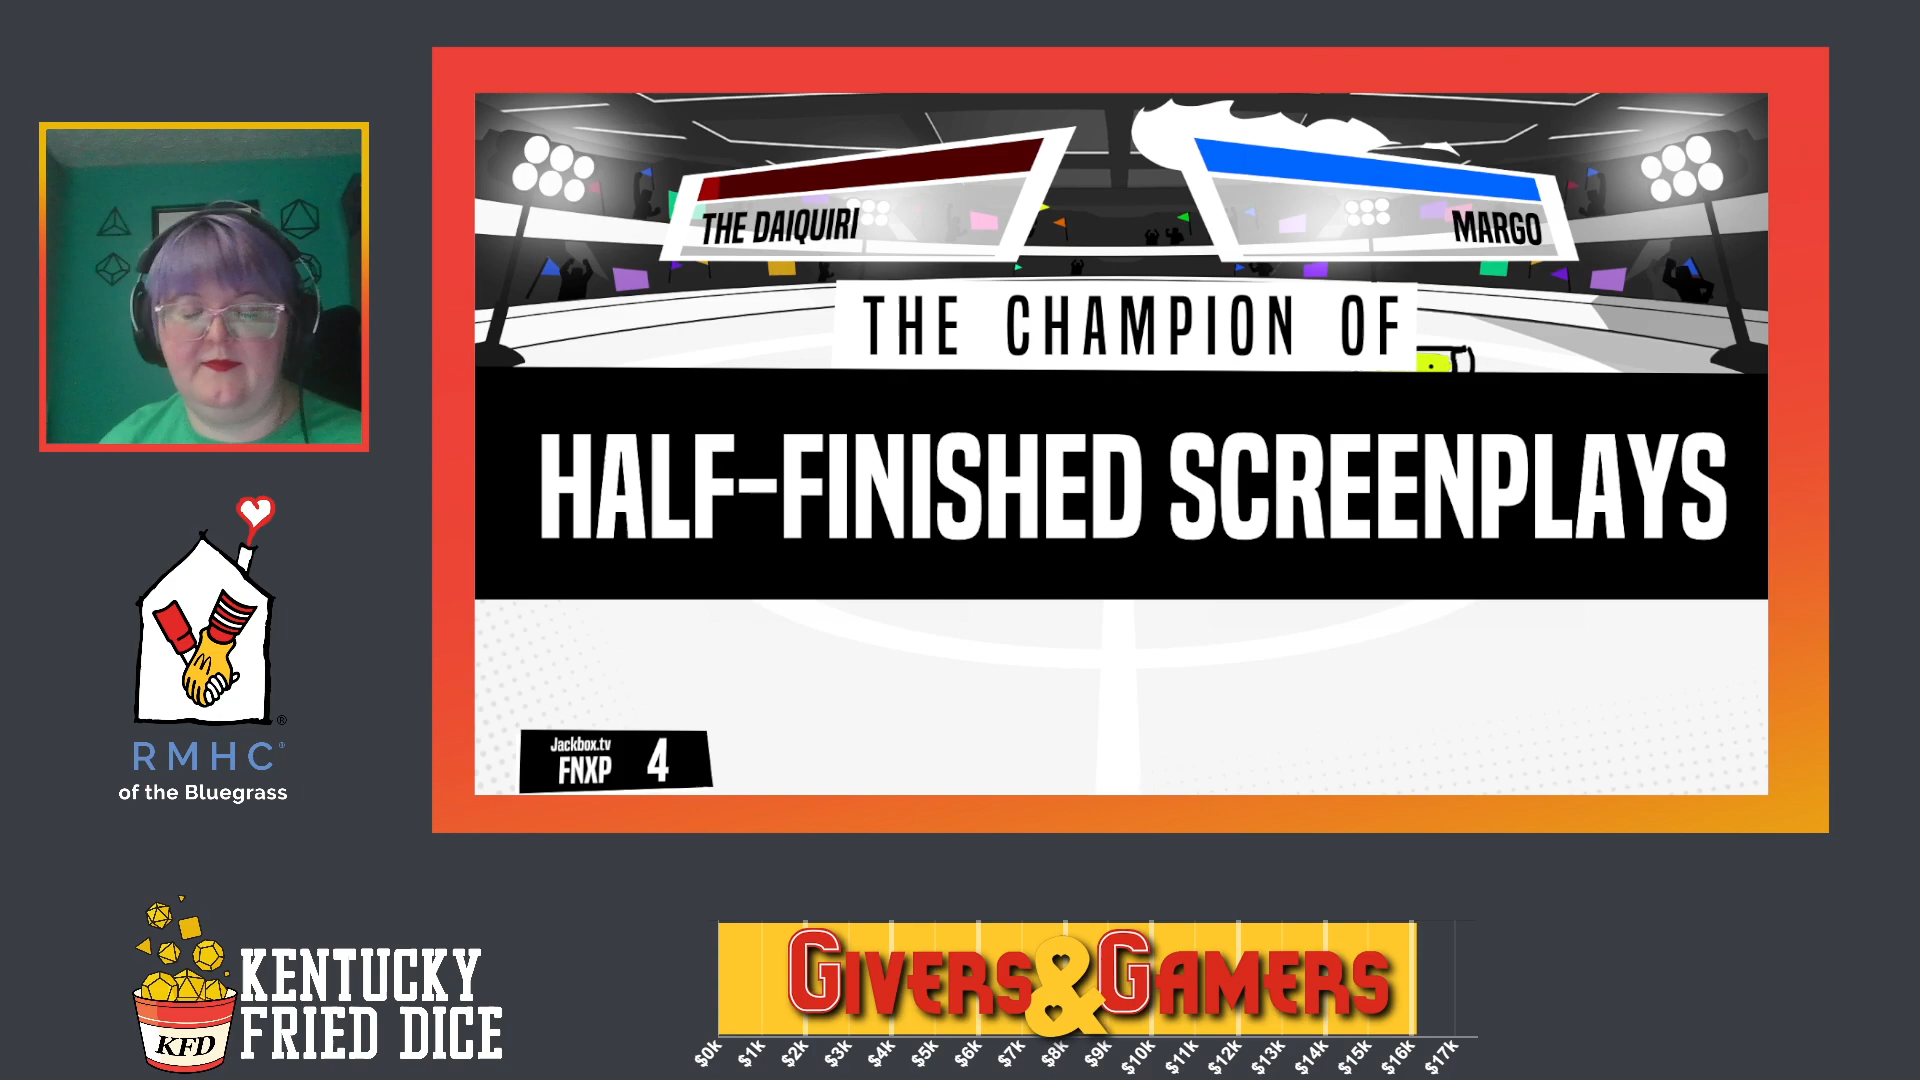 THE DAIQUIRI
MARGO
THE CHAMPION OF
HALF-FINISHED SCREENPLAYS
Jackbox.tv
FNXP
4
RMHC®
of the Bluegrass
KFD
KENTUCKY
FRIED DICE
GIVERS & GAMERS
$0k $1k $2k $3k $4k $5k $6k $7k $8k $9k $10k $11k $12k $13k $14k $15k $16k $17k